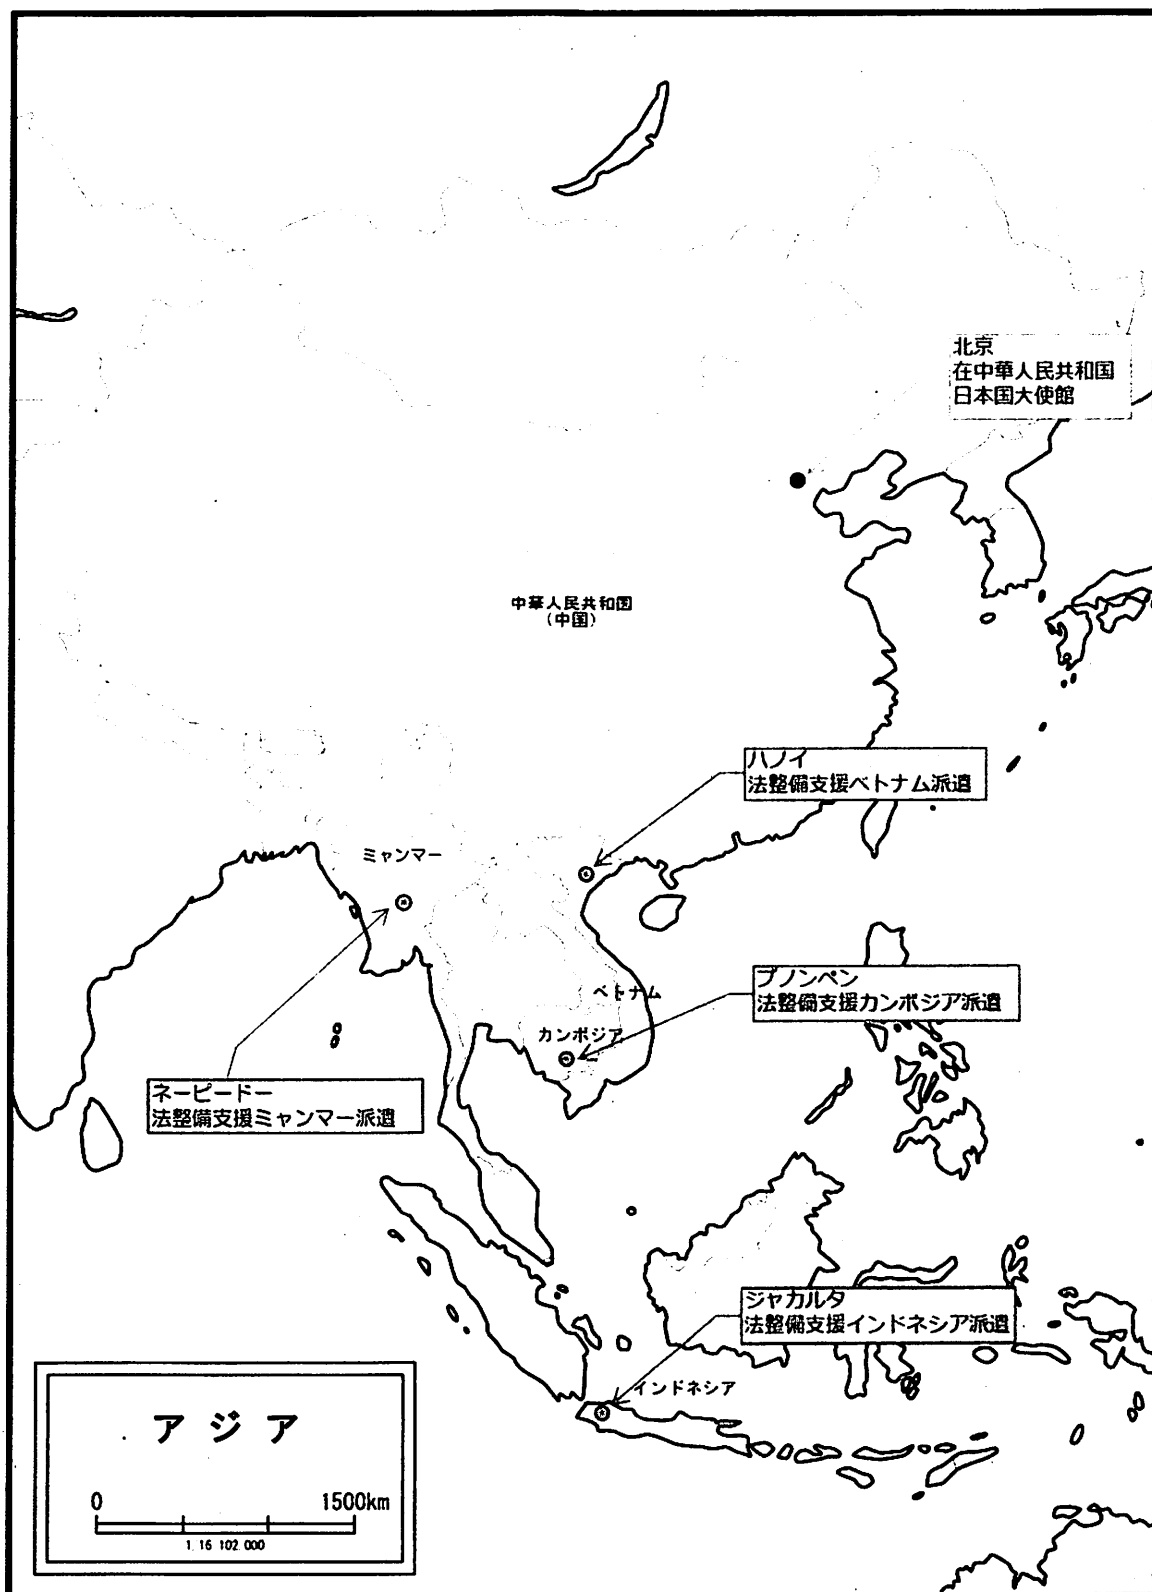 北京
在中華人民共和国
日本国大使館
中華人民共和国
(中国)
ハノイ
法整備支援ベトナム派遣
ミャンマー
プノンペン
法整備支援カンボジア派遣
ベトナム
カンボジア
ネーピードー
法整備支援ミャンマー派遣
ジャカルタ
法整備支援インドネシア派遣
インドネシア
アジア
0 1500km
1:16 102 000